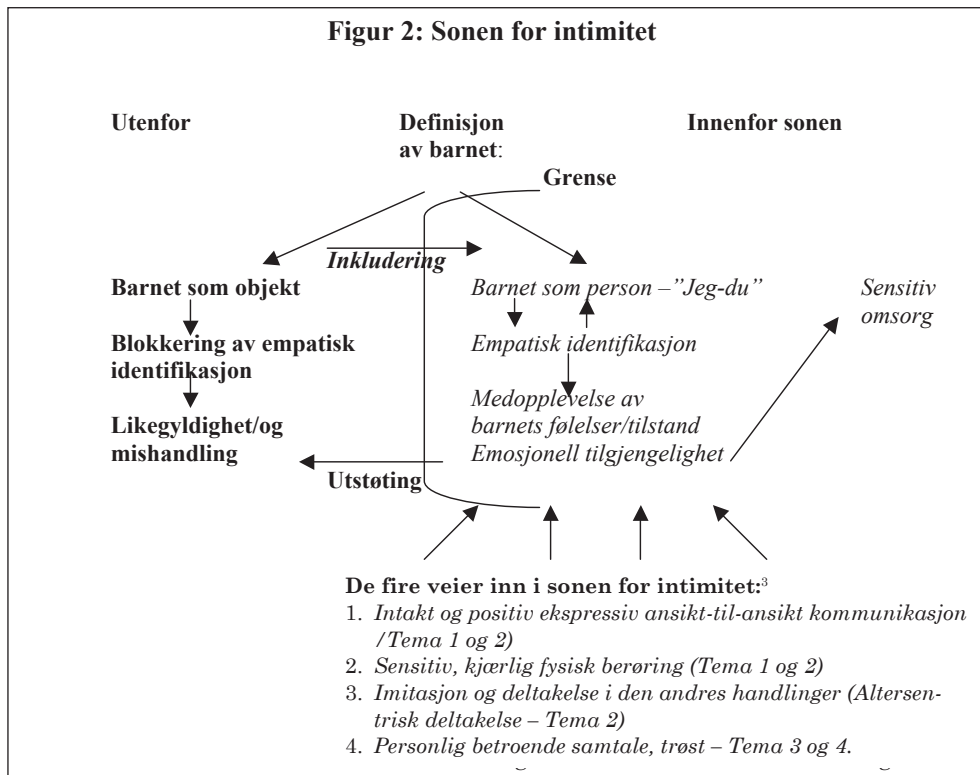 Figur 2: Sonen for intimitet
Utenfor
Definisjon
av barnet:
Innenfor sonen
Grense
Inkludering
Barnet som objekt
Barnet som person –”Jeg-du”
Sensitiv
omsorg
Blokkering av empatisk
identifikasjon
Empatisk identifikasjon
Likegyldighet/og
mishandling
Medopplevelse av
barnets følelser/tilstand
Emosjonell tilgjengelighet
Utstøting
De fire veier inn i sonen for intimitet:³
1. Intakt og positiv ekspressiv ansikt-til-ansikt kommunikasjon
/Tema 1 og 2)
2. Sensitiv, kjærlig fysisk berøring (Tema 1 og 2)
3. Imitasjon og deltakelse i den andres handlinger (Altersen-
trisk deltakelse – Tema 2)
4. Personlig betroende samtale, trøst – Tema 3 og 4.